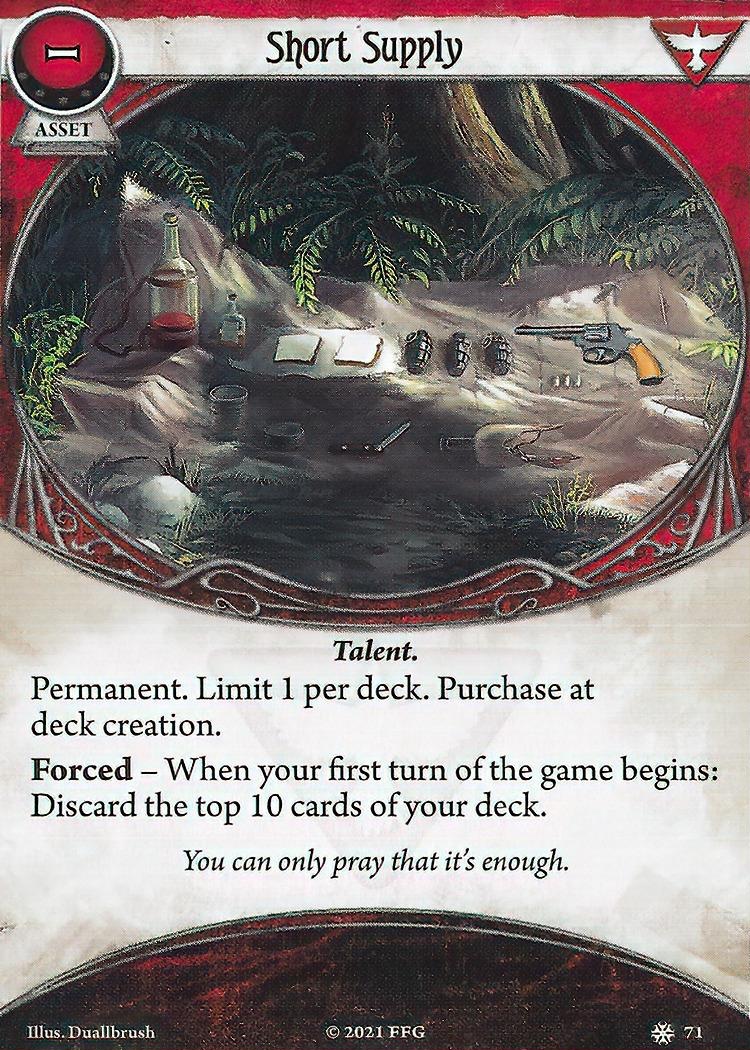 Short Supply
–
ASSET
Talent.
Permanent. Limit 1 per deck. Purchase at
deck creation.
Forced – When your first turn of the game begins:
Discard the top 10 cards of your deck.
You can only pray that it's enough.
Illus. Duallbrush
© 2021 FFG
71